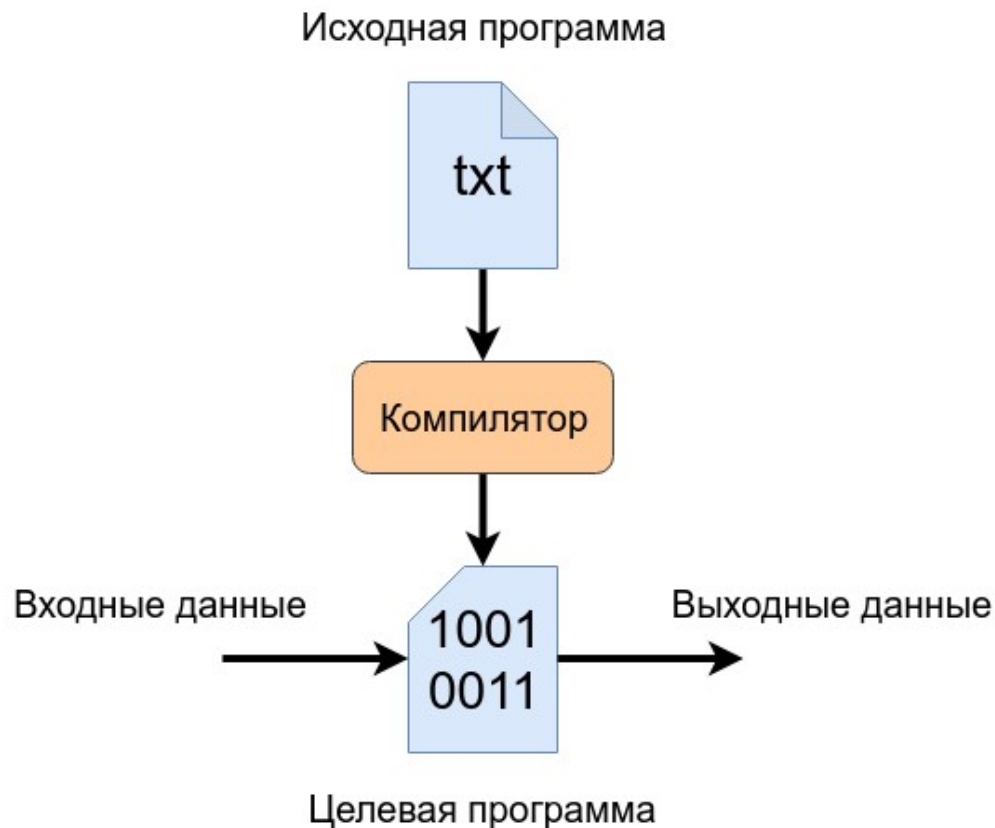 Исходная программа
txt
Компилятор
Входные данные
Выходные данные
1001
0011
Целевая программа